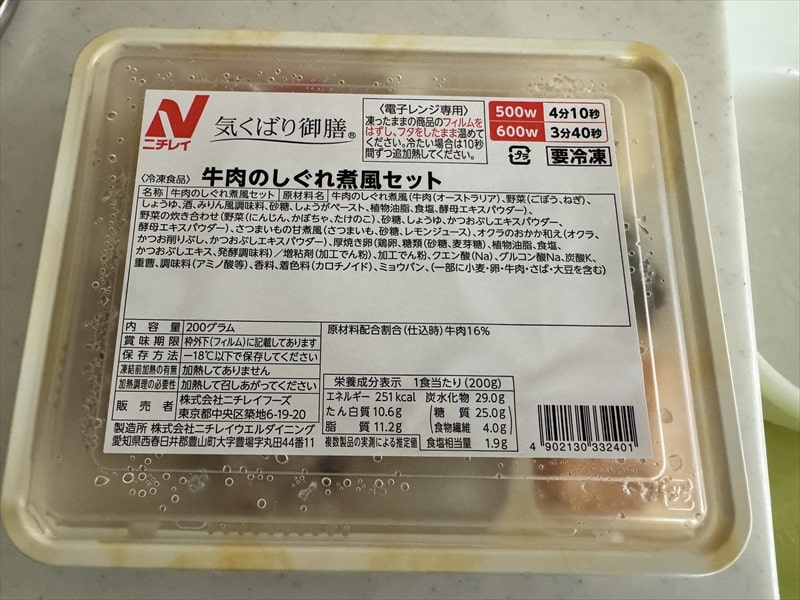 ニチレイ
気くばり御膳®
〈電子レンジ専用〉
凍ったままの商品のフィルムを
はずし、フタをしたまま温めて
ください。冷たい場合は10秒
間ずつ追加熱してください。
500w 4分10秒
600w 3分40秒
プラ 要冷凍
〈冷凍食品〉 牛肉のしぐれ煮風セット
名称 牛肉のしぐれ煮風セット 原材料名 牛肉のしぐれ煮風(牛肉(オーストラリア)、野菜(ごぼう、ねぎ)、
しょうゆ、酒、みりん風調味料、砂糖、しょうがペースト、植物油脂、食塩、酵母エキスパウダー)、
野菜の炊き合わせ(野菜(にんじん、かぼちゃ、たけのこ)、砂糖、しょうゆ、かつおエキスパウダー、
酵母エキスパウダー)、さつまいもの甘煮風(さつまいも、砂糖、レモンジュース)、オクラのおかか和え(オクラ、
かつお削りぶし、かつおぶしエキスパウダー)、厚焼き卵(鶏卵、糖類(砂糖、麦芽糖)、植物油脂、食塩、
かつおぶしエキス、発酵調味料)/増粘剤(加工でん粉)、加工でん粉、クエン酸(Na)、グルコン酸Na、炭酸K、
重曹、調味料(アミノ酸等)、香料、着色料(カロチノイド)、ミョウバン、(一部に小麦・卵・牛肉・さば・大豆を含む)
内容量 200グラム
賞味期限 枠外下(フィルム)に記載してあります
保存方法 −18℃以下で保存してください
凍結前加熱の有無 加熱してありません
加熱調理の必要性 加熱して召しあがってください
販売者 株式会社ニチレイフーズ
東京都中央区築地6-19-20
製造所 株式会社ニチレイウエルダイニング
愛知県西春日井郡豊山町大字豊場字丸田44番11
原材料配合割合(仕込時)牛肉16%
栄養成分表示 1食当たり(200g)
エネルギー 251kcal 炭水化物 29.0g
たん白質 10.6g 糖質 25.0g
脂質 11.2g 食物繊維 4.0g
複数製品の実測による推定値 食塩相当量 1.9g
4 902130 332401